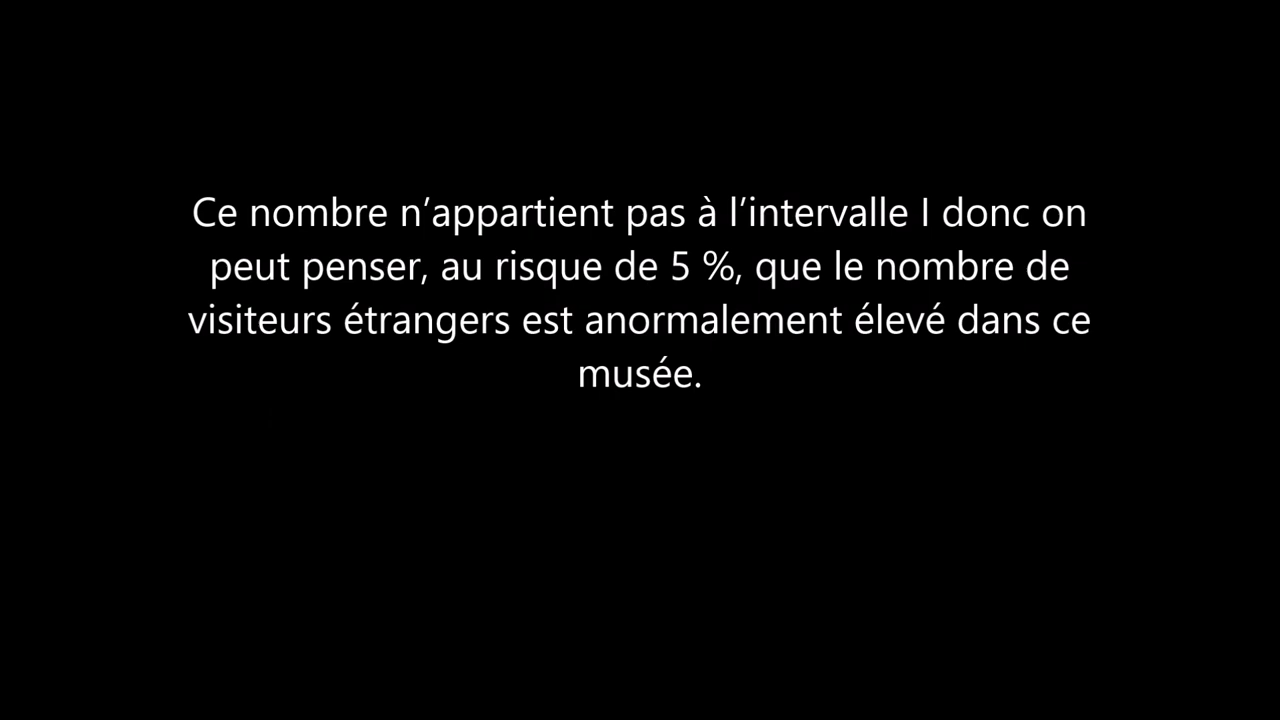 Ce nombre n’appartient pas à l’intervalle I donc on
peut penser, au risque de 5 %, que le nombre de
visiteurs étrangers est anormalement élevé dans ce
musée.